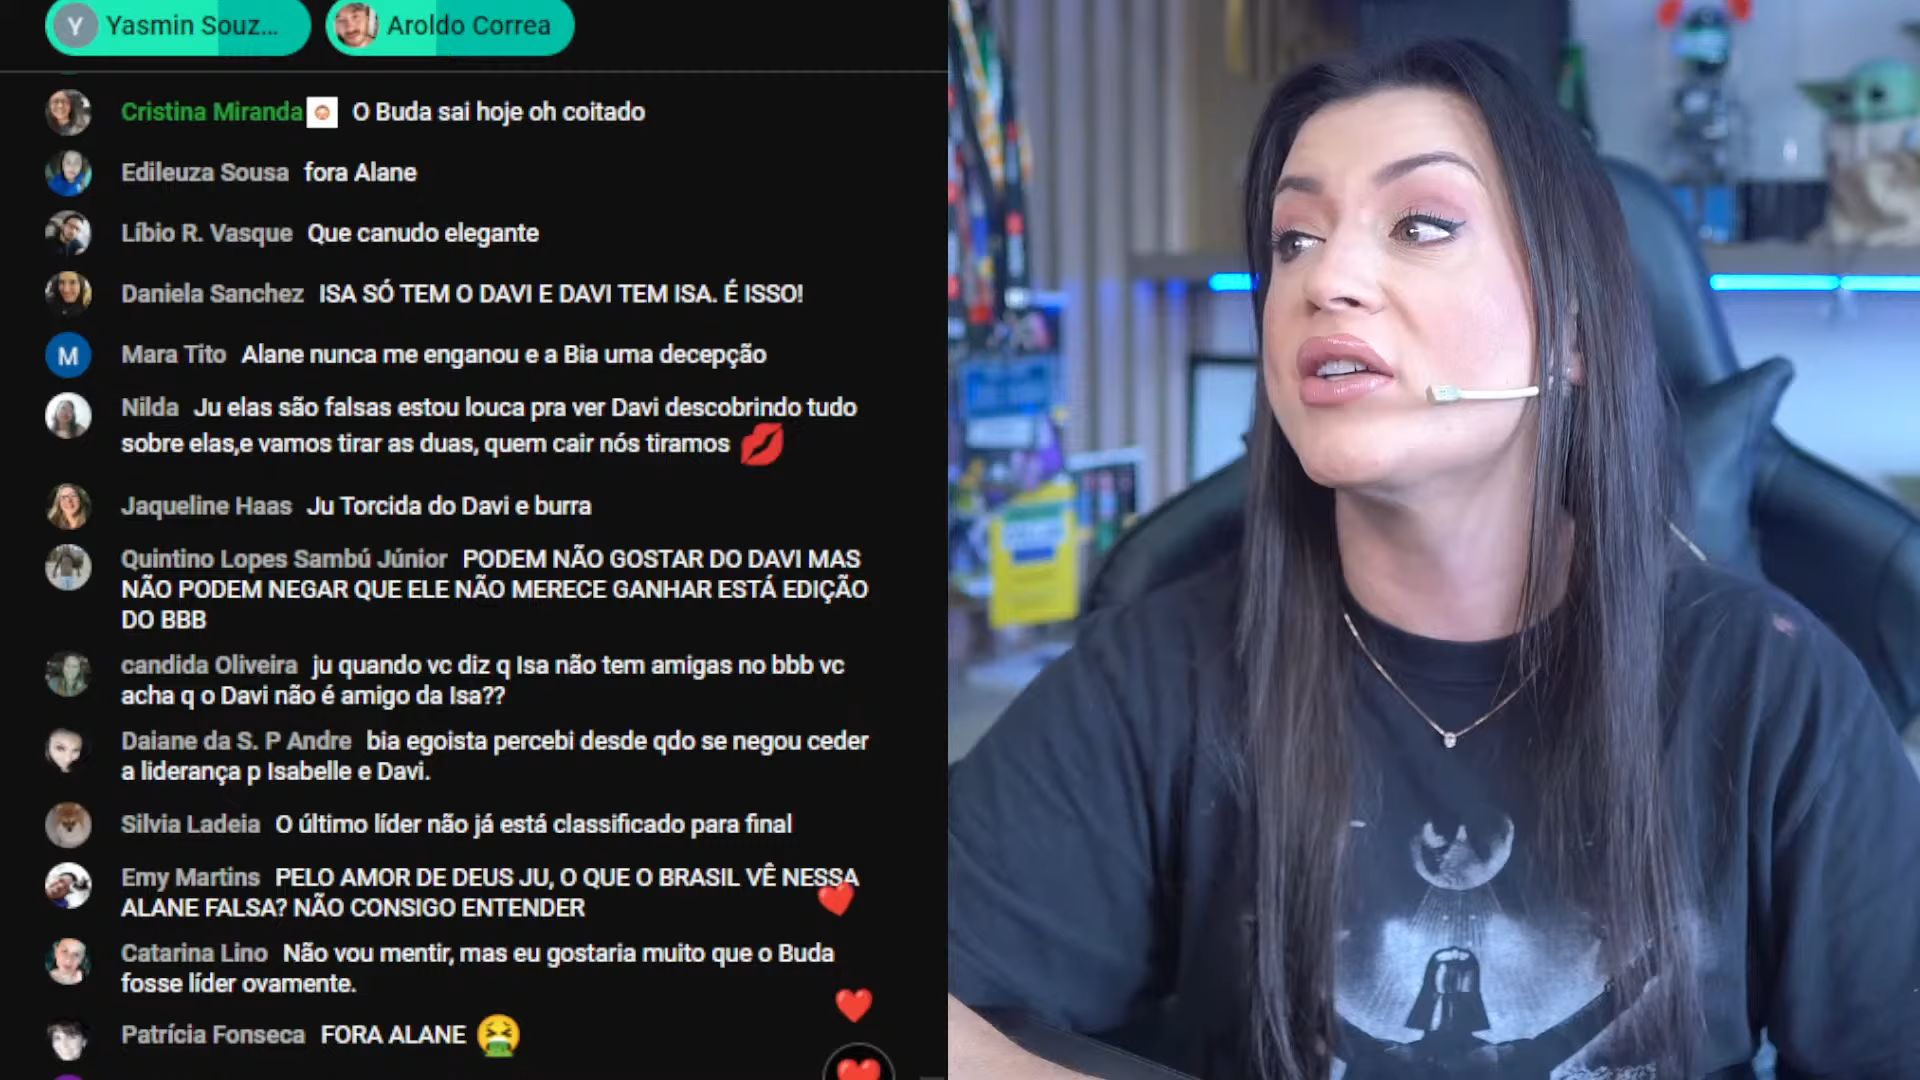 Y Yasmin Souz... Aroldo Correa
Cristina Miranda O Buda sai hoje oh coitado
Edileuza Sousa fora Alane
Líbio R. Vasque Que canudo elegante
Daniela Sanchez ISA SÓ TEM O DAVI E DAVI TEM ISA. É ISSO!
M Mara Tito Alane nunca me enganou e a Bia uma decepção
Nilda Ju elas são falsas estou louca pra ver Davi descobrindo tudo
sobre elas,e vamos tirar as duas, quem cair nós tiramos 💋
Jaqueline Haas Ju Torcida do Davi e burra
Quintino Lopes Sambú Júnior PODEM NÃO GOSTAR DO DAVI MAS
NÃO PODEM NEGAR QUE ELE NÃO MERECE GANHAR ESTÁ EDIÇÃO
DO BBB
candida Oliveira ju quando vc diz q Isa não tem amigas no bbb vc
acha q o Davi não é amigo da Isa??
Daiane da S. P Andre bia egoista percebi desde qdo se negou ceder
a liderança p Isabelle e Davi.
Silvia Ladeia O último líder não já está classificado para final
Emy Martins PELO AMOR DE DEUS JU, O QUE O BRASIL VÊ NESSA
ALANE FALSA? NÃO CONSIGO ENTENDER
Catarina Lino Não vou mentir, mas eu gostaria muito que o Buda
fosse líder ovamente.
Patrícia Fonseca FORA ALANE 🤮